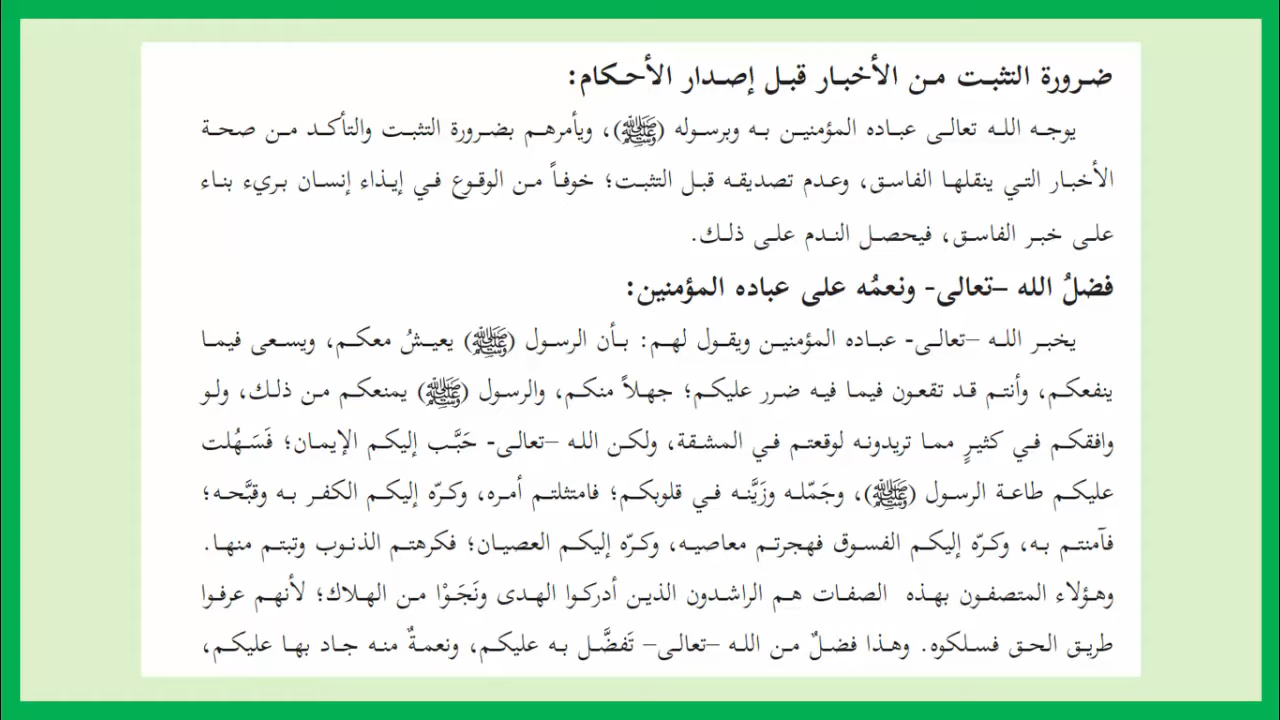 ضرورة التثبت من الأخبار قبل إصدار الأحكام:
يوجه الله تعالى عباده المؤمنين به وبرسوله (ﷺ)، ويأمرهم بضرورة التثبت والتأكد من صحة
الأخبار التي ينقلها الفاسق، وعدم تصديقه قبل التثبت؛ خوفاً من الوقوع في إيذاء إنسان بريء بناء
على خبر الفاسق، فيحصل الندم على ذلك.
فضلُ الله –تعالى- ونعمُه على عباده المؤمنين:
يخبر الله –تعالى- عباده المؤمنين ويقول لهم: بأن الرسول (ﷺ) يعيشُ معكم، ويسعى فيما
ينفعكم، وأنتم قد تقعون فيما فيه ضرر عليكم؛ جهلاً منكم، والرسول (ﷺ) يمنعكم من ذلك، ولو
وافقكم في كثيرٍ مما تريدونه لوقعتم في المشقة، ولكن الله –تعالى- حَبَّب إليكم الإيمان؛ فَسَهُلت
عليكم طاعة الرسول (ﷺ)، وجَمّله وزَيَّنه في قلوبكم؛ فامتثلتم أمره، وكرّه إليكم الكفر به وقبَّحه؛
فآمنتم به، وكرّه إليكم الفسوق فهجرتم معاصيه، وكرّه إليكم العصيان؛ فكرهتم الذنوب وتبتم منها.
وهؤلاء المتصفون بهذه الصفات هم الراشدون الذين أدركوا الهدى ونَجَوْا من الهلاك؛ لأنهم عرفوا
طريق الحق فسلكوه. وهذا فضلٌ من الله –تعالى– تَفضَّل به عليكم، ونعمةٌ منه جاد بها عليكم،